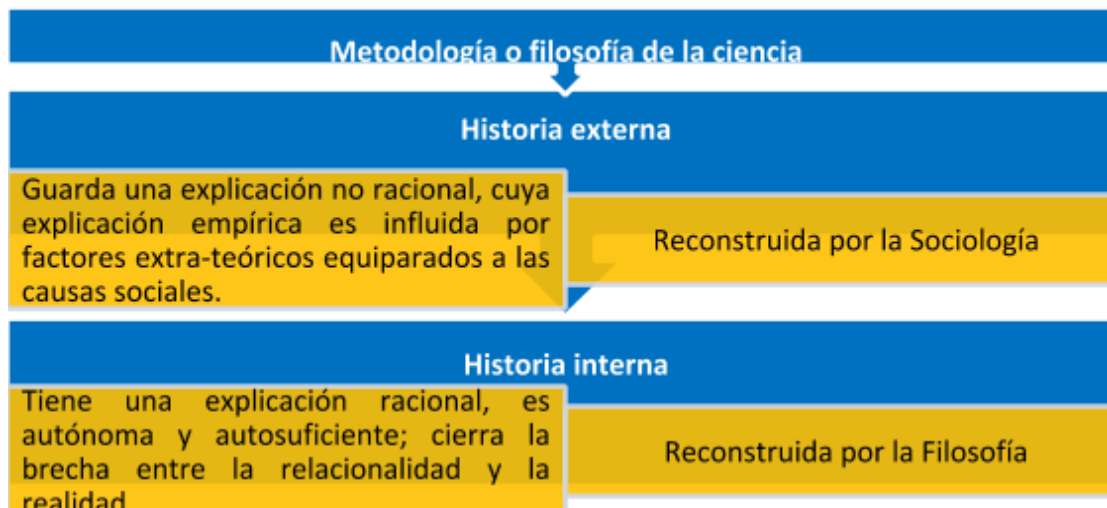 Metodología o filosofía de la ciencia
Historia externa
Guarda una explicación no racional, cuya
explicación empírica es influida por
factores extra-teóricos equiparados a las
causas sociales.
Reconstruida por la Sociología
Historia interna
Tiene una explicación racional, es
autónoma y autosuficiente; cierra la
brecha entre la relacionalidad y la
realidad
Reconstruida por la Filosofía